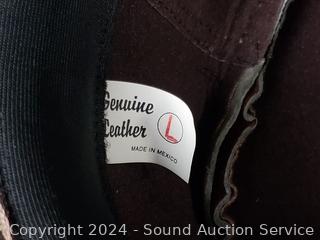 Genuine
Leather L
MADE IN MEXICO
Copyright © 2024 - Sound Auction Service